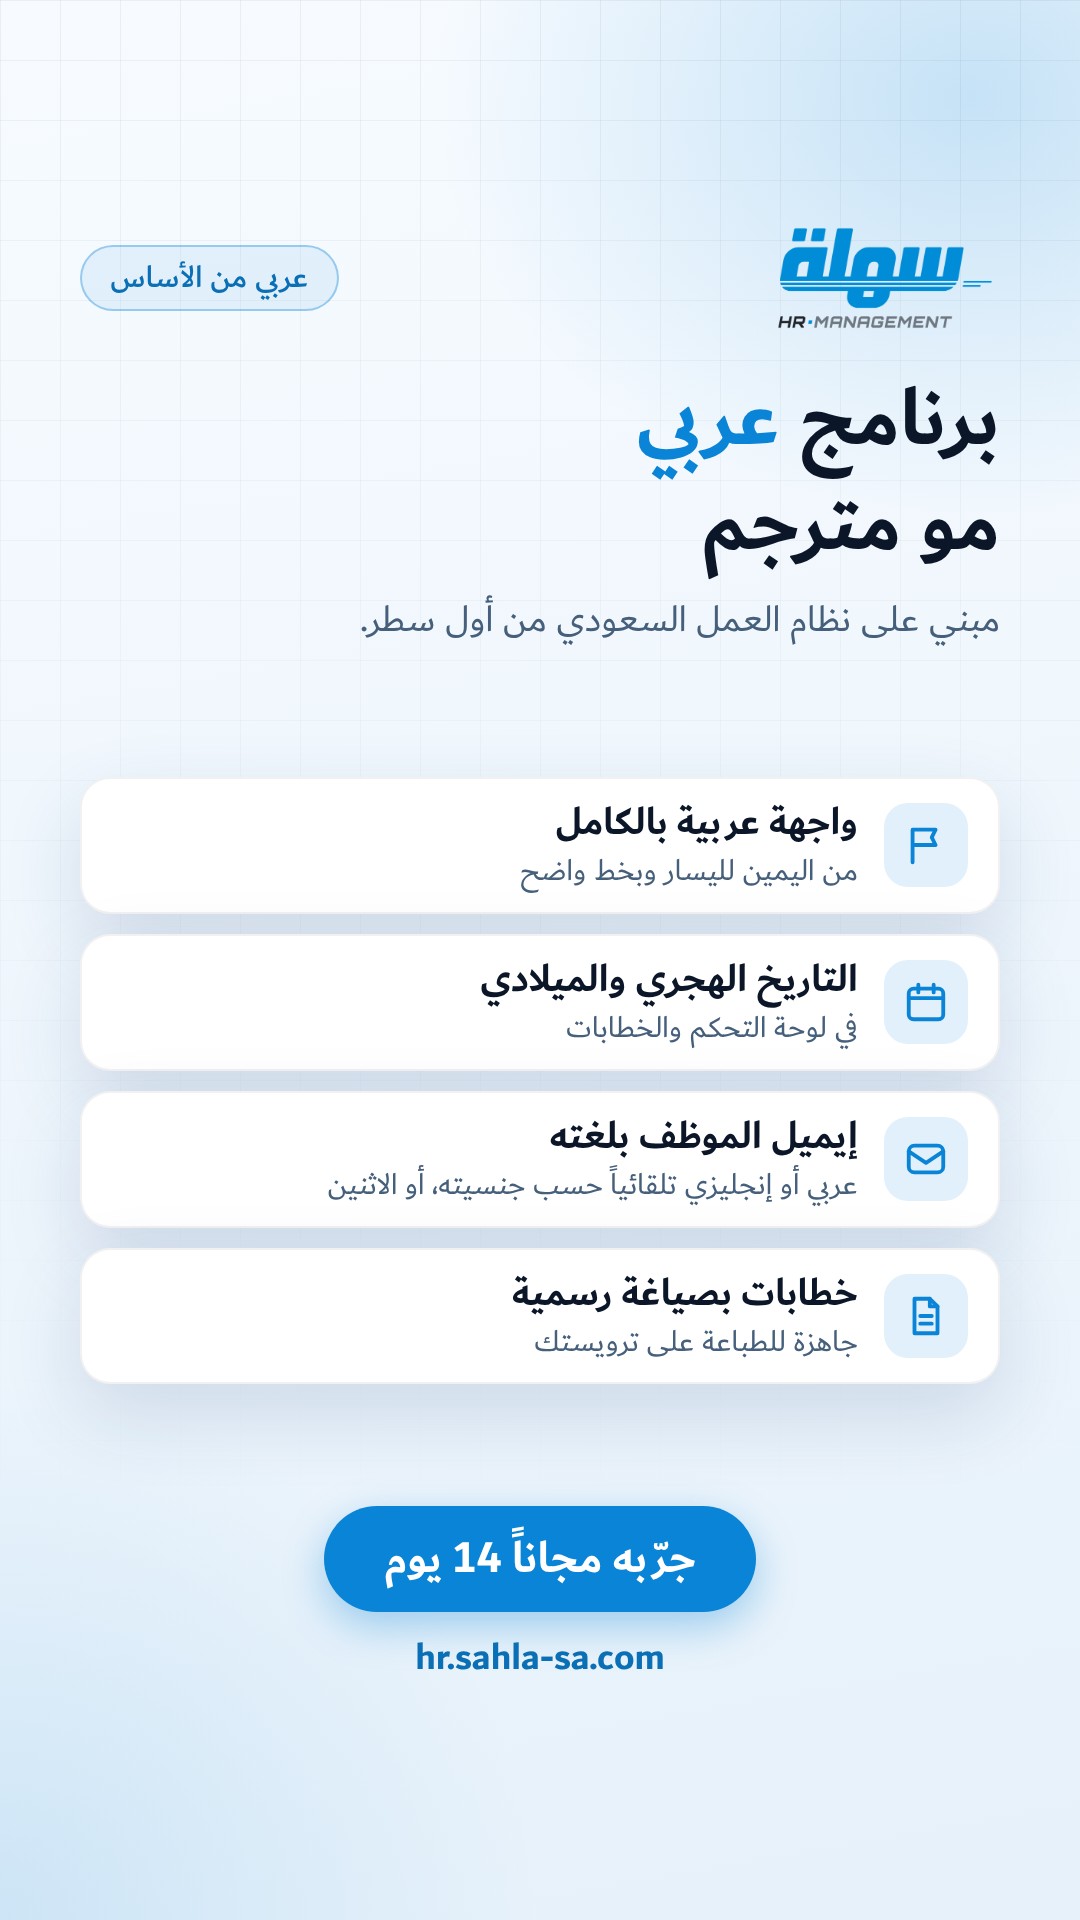 سهلة
HR·MANAGEMENT
عربي من الأساس
برنامج عربي
مو مترجم
مبني على نظام العمل السعودي من أول سطر.
واجهة عربية بالكامل
من اليمين لليسار وبخط واضح
التاريخ الهجري والميلادي
في لوحة التحكم والخطابات
إيميل الموظف بلغته
عربي أو إنجليزي تلقائياً حسب جنسيته، أو الاثنين
خطابات بصياغة رسمية
جاهزة للطباعة على ترويستك
جرّبه مجاناً 14 يوم
hr.sahla-sa.com